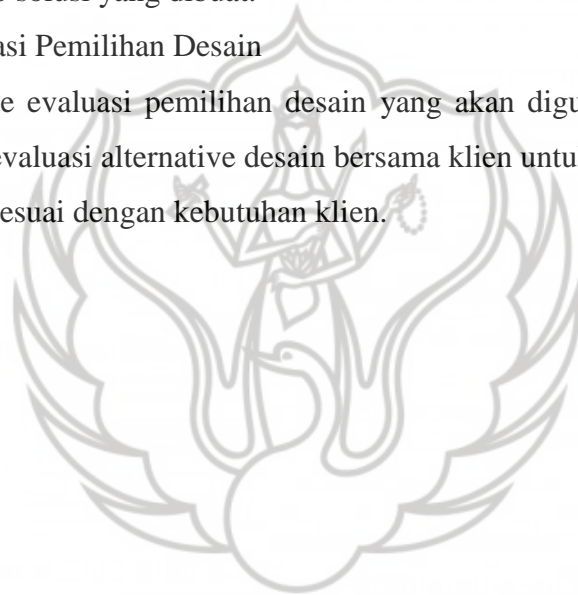 solusi yang dibuat.
asi Pemilihan Desain
e evaluasi pemilihan desain yang akan digu
evaluasi alternative desain bersama klien untu
esuai dengan kebutuhan klien.